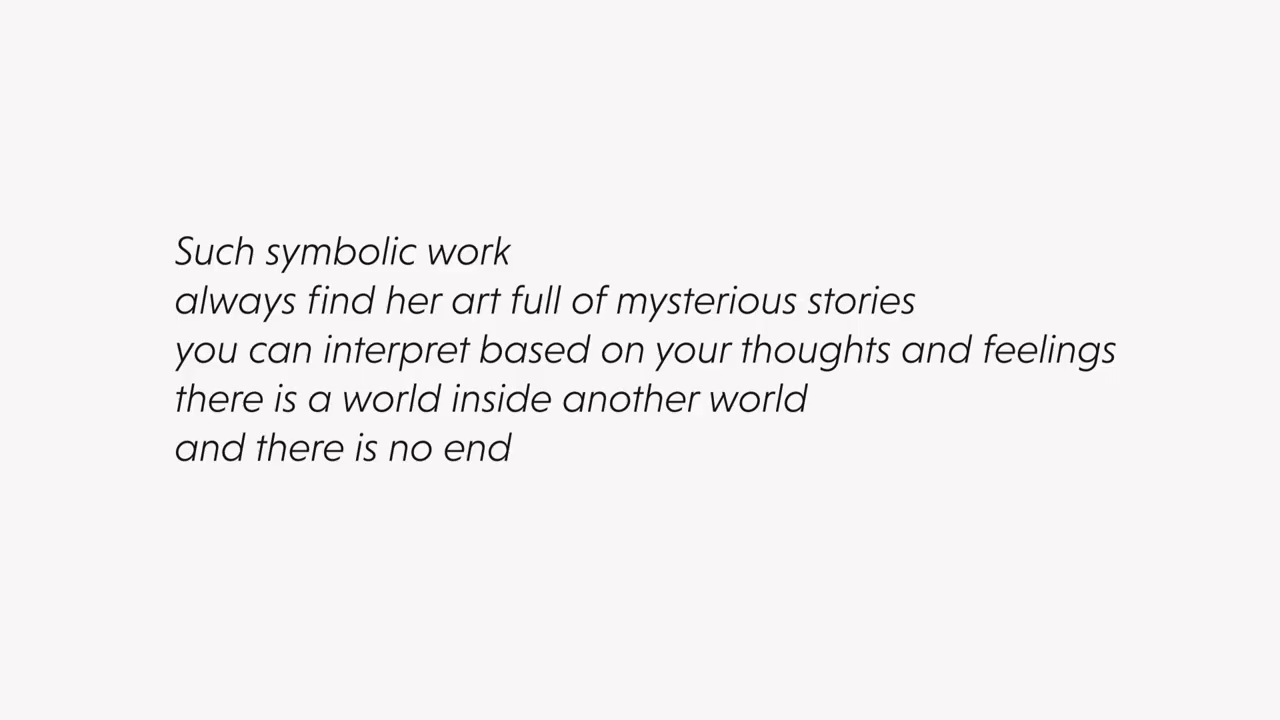 Such symbolic work
always find her art full of mysterious stories
you can interpret based on your thoughts and feelings
there is a world inside another world
and there is no end